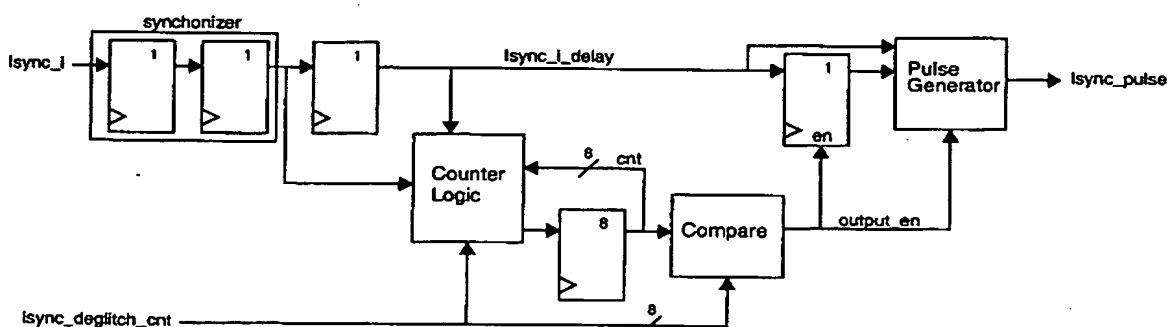 synchonizer
lsync_i
1
1
1
lsync_i_delay
1
en
Pulse
Generator
lsync_pulse
Counter
Logic
8
cnt
8
Compare
output_en
lsync_deglitch_cnt
8